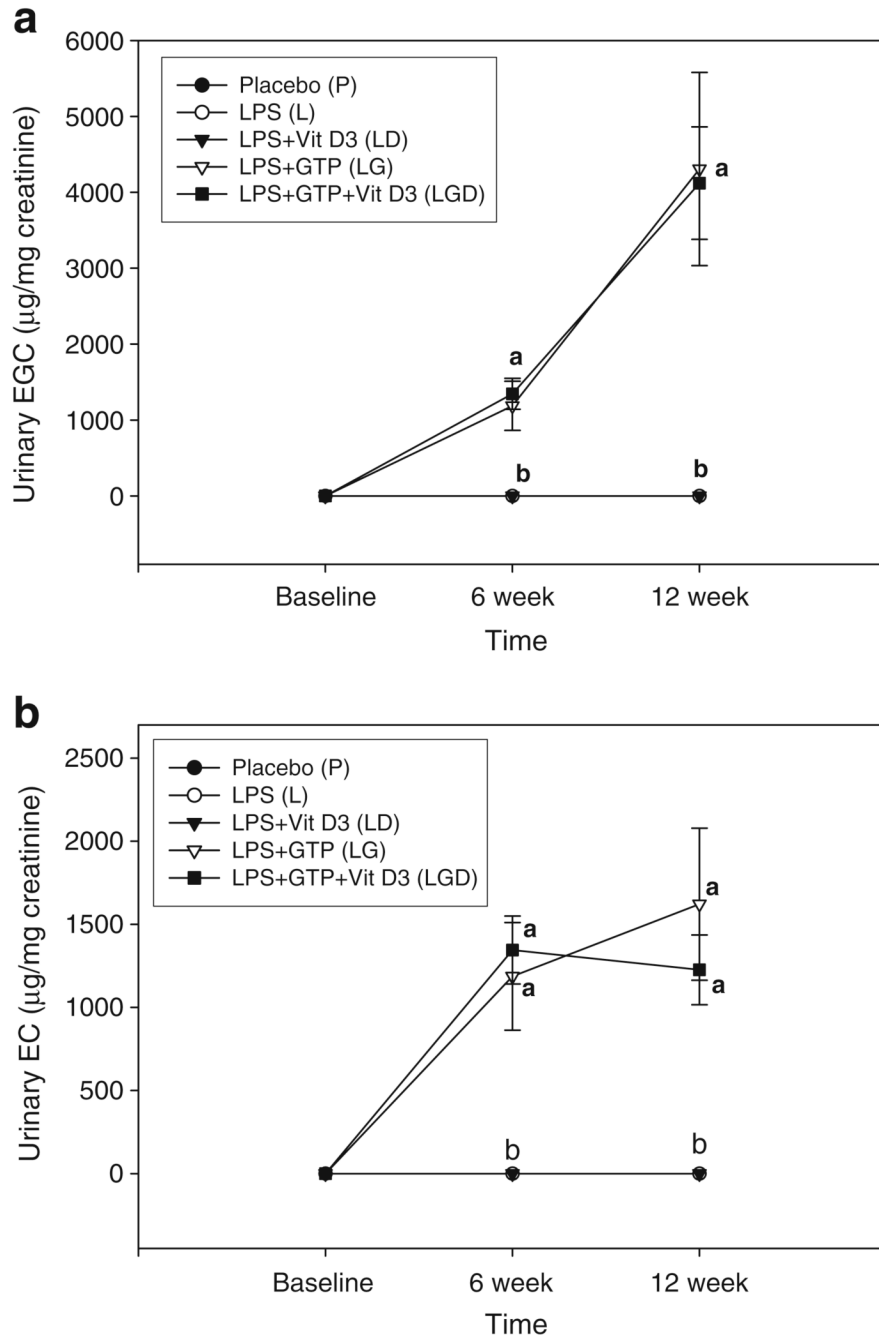 a
6000
5000
4000
3000
2000
1000
0
Urinary EGC (μg/mg creatinine)
Placebo (P)
LPS (L)
LPS+Vit D3 (LD)
LPS+GTP (LG)
LPS+GTP+Vit D3 (LGD)
a
a
b
b
Baseline
6 week
12 week
Time
b
2500
2000
1500
1000
500
0
Urinary EC (μg/mg creatinine)
Placebo (P)
LPS (L)
LPS+Vit D3 (LD)
LPS+GTP (LG)
LPS+GTP+Vit D3 (LGD)
a
a
a
a
b
b
Baseline
6 week
12 week
Time